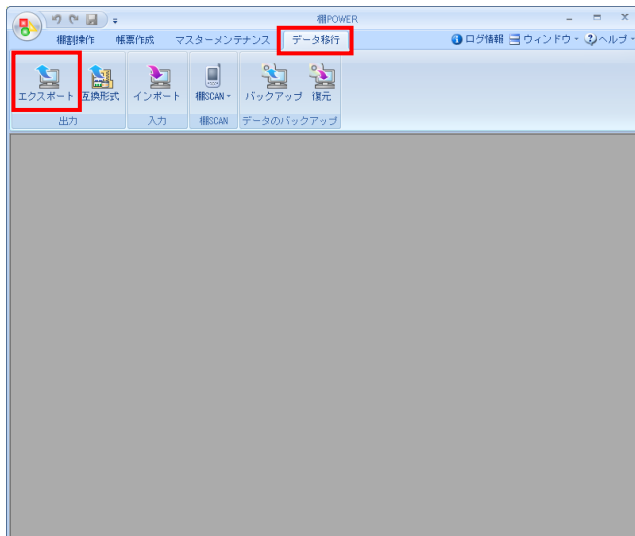 棚POWER
棚割操作 帳票作成 マスターメンテナンス データ移行 ログ情報 ウィンドウ ヘルプ
エクスポート 互換形式 インポート 棚SCAN バックアップ 復元
出力 入力 棚SCAN データのバックアップ